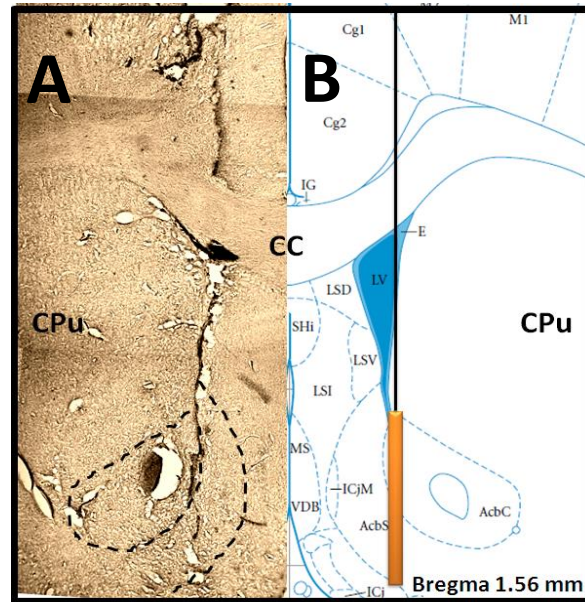 A
B
Cg1
M1
Cg2
IG
CC
E
LV
LSD
CPu
CPu
SHi
LSV
LSI
MS
ICjM
VDB
AcbS
AcbC
ICj
Bregma 1.56 mm